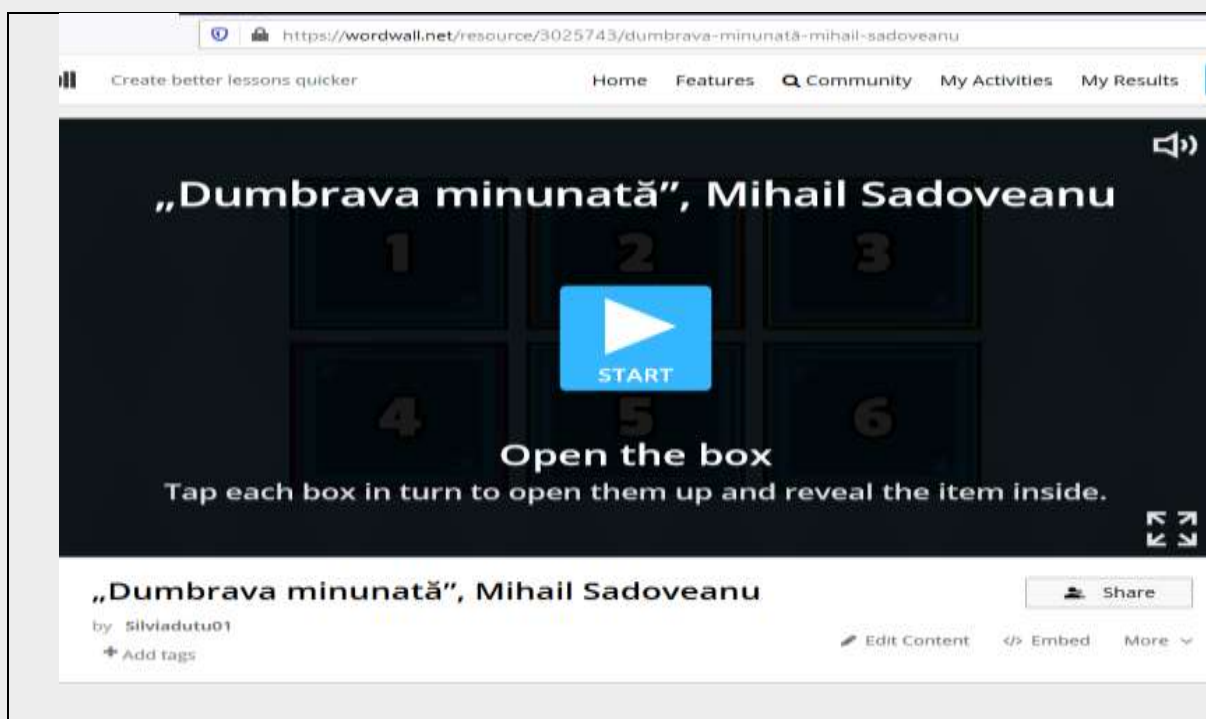 https://wordwall.net/resource/3025743/dumbrava-minunată-mihail-sadoveanu
Create better lessons quicker Home Features Community My Activities My Results
„Dumbrava minunată”, Mihail Sadoveanu
1 2 3
START
4 5 6
Open the box
Tap each box in turn to open them up and reveal the item inside.
„Dumbrava minunată”, Mihail Sadoveanu
Share
by Silviadutu01
Edit Content </> Embed More
+ Add tags